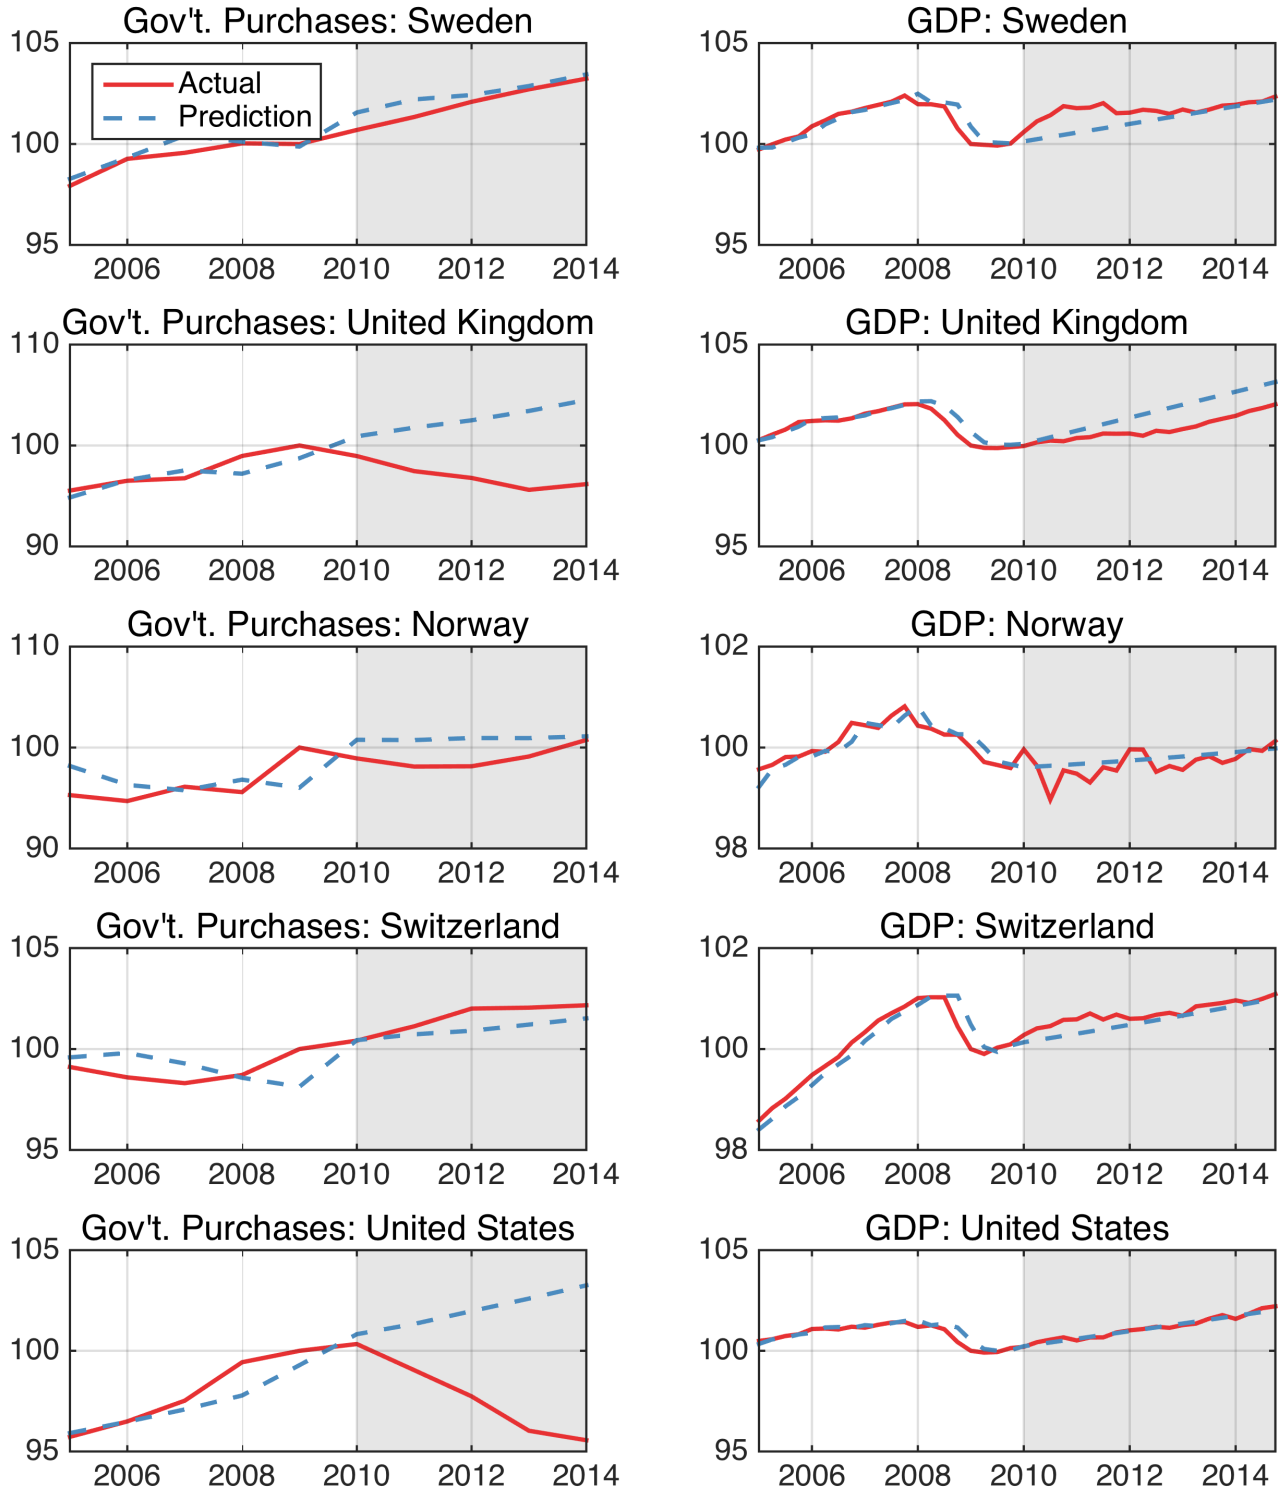 Gov't. Purchases: Sweden
105
100
95
2006 2008 2010 2012 2014
Actual
Prediction
GDP: Sweden
105
100
95
2006 2008 2010 2012 2014
Gov't. Purchases: United Kingdom
110
100
90
2006 2008 2010 2012 2014
GDP: United Kingdom
105
100
95
2006 2008 2010 2012 2014
Gov't. Purchases: Norway
110
100
90
2006 2008 2010 2012 2014
GDP: Norway
102
100
98
2006 2008 2010 2012 2014
Gov't. Purchases: Switzerland
105
100
95
2006 2008 2010 2012 2014
GDP: Switzerland
102
100
98
2006 2008 2010 2012 2014
Gov't. Purchases: United States
105
100
95
2006 2008 2010 2012 2014
GDP: United States
105
100
95
2006 2008 2010 2012 2014